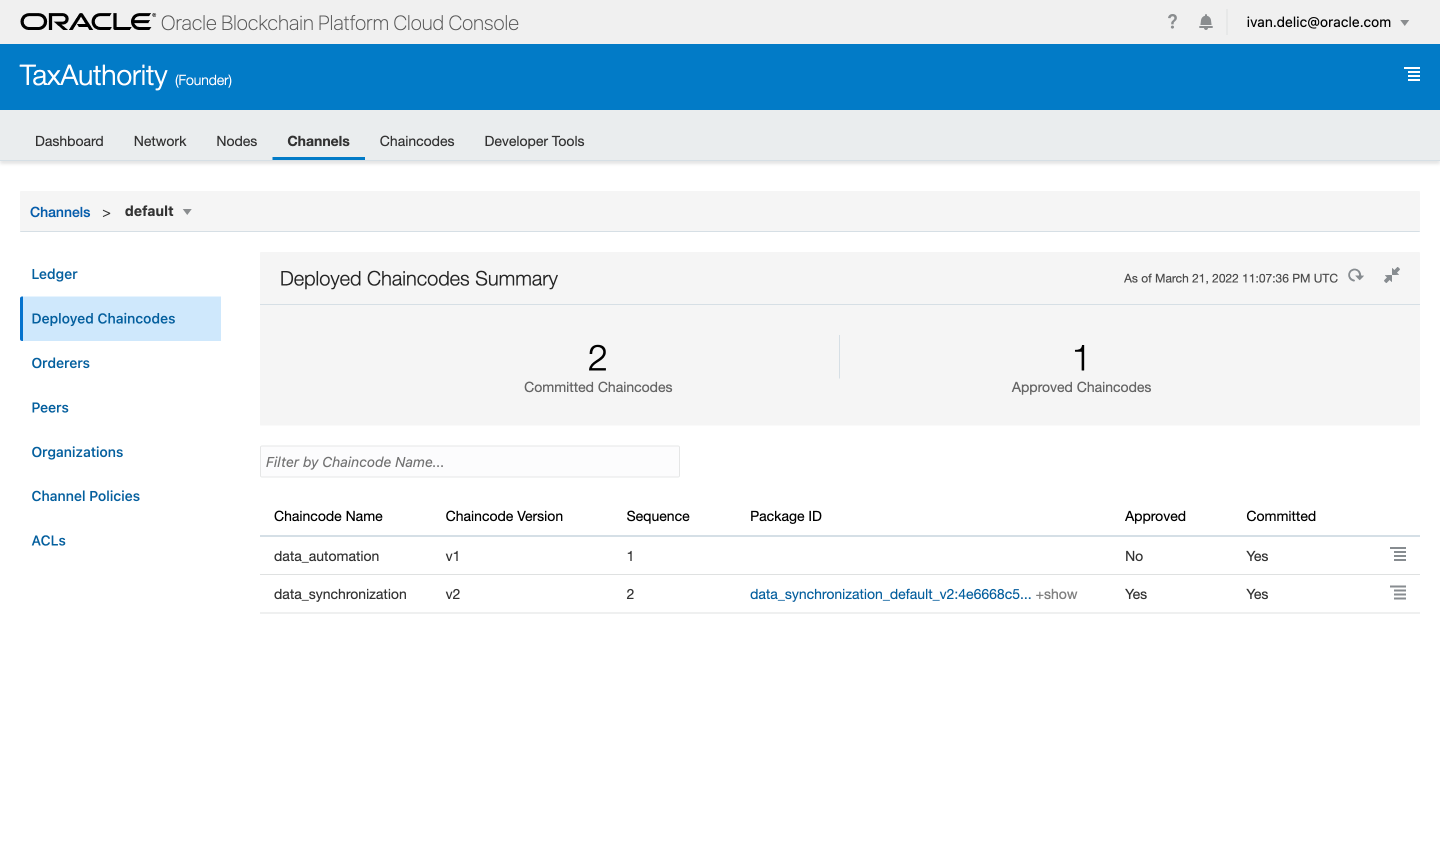 ORACLE® Oracle Blockchain Platform Cloud Console ? ivan.delic@oracle.com
TaxAuthority (Founder)
Dashboard Network Nodes Channels Chaincodes Developer Tools
Channels > default
Ledger
Deployed Chaincodes
Orderers
Peers
Organizations
Channel Policies
ACLs
Deployed Chaincodes Summary As of March 21, 2022 11:07:36 PM UTC
2 1
Committed Chaincodes Approved Chaincodes
Filter by Chaincode Name...
Chaincode Name Chaincode Version Sequence Package ID Approved Committed
data_automation v1 1 No Yes
data_synchronization v2 2 data_synchronization_default_v2:4e6668c5... +show Yes Yes